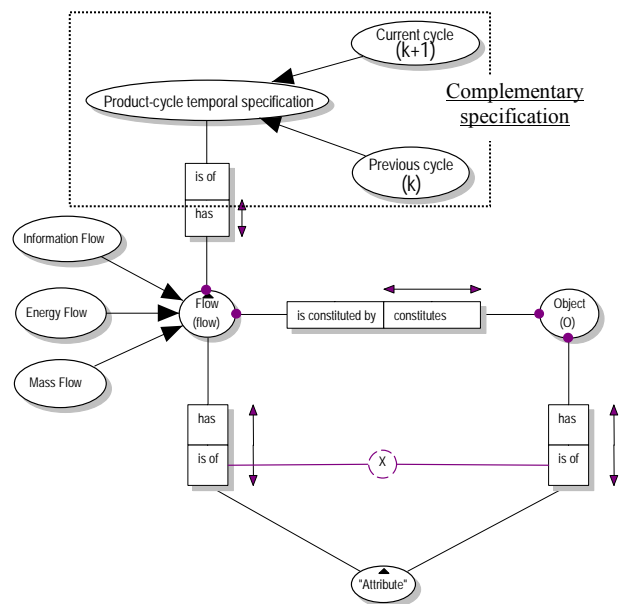 Current cycle
(k+1)
Product-cycle temporal specification
Complementary
specification
Previous cycle
(k)
is of
has
Information Flow
Energy Flow
Mass Flow
Flow
(flow)
is constituted by
constitutes
Object
(O)
has
is of
X
has
is of
"Attribute"